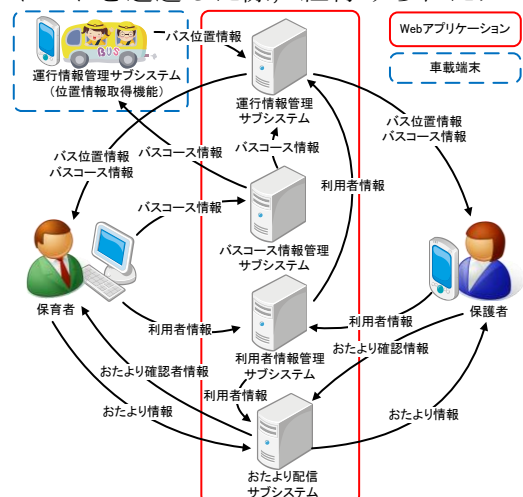 Webアプリケーション
車載端末
BUS
運行情報管理サブシステム
(位置情報取得機能)
バス位置情報
運行情報管理
サブシステム
バス位置情報
バスコース情報
バス位置情報
バスコース情報
バスコース情報
バスコース情報
利用者情報
バスコース情報
バスコース情報管理
サブシステム
保育者
保護者
利用者情報
利用者情報
利用者情報管理
サブシステム
おたより確認情報
おたより確認者情報
利用者情報
おたより情報
おたより情報
おたより配信
サブシステム